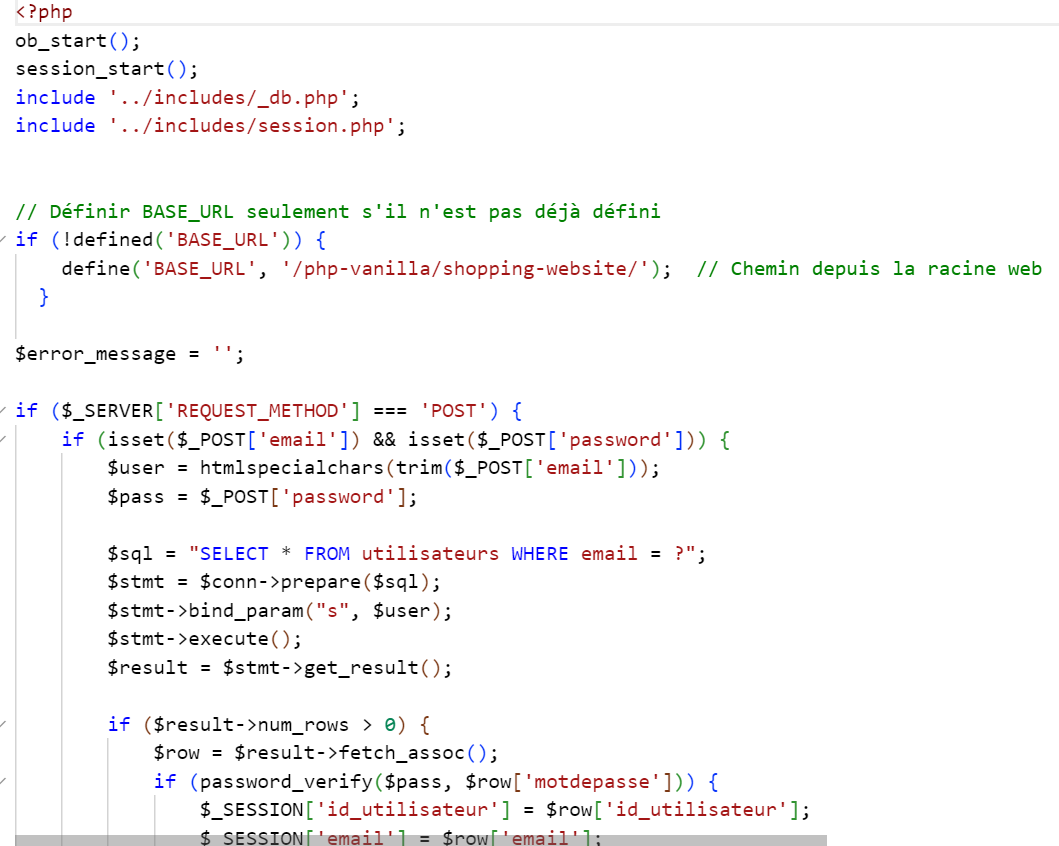 <?php
ob_start();
session_start();
include '../includes/_db.php';
include '../includes/session.php';
// Définir BASE_URL seulement s'il n'est pas déjà défini
if (!defined('BASE_URL')) {
define('BASE_URL', '/php-vanilla/shopping-website/');  // Chemin depuis la racine web
}
$error_message = '';
if ($_SERVER['REQUEST_METHOD'] === 'POST') {
if (isset($_POST['email']) && isset($_POST['password'])) {
$user = htmlspecialchars(trim($_POST['email']));
$pass = $_POST['password'];
$sql = "SELECT * FROM utilisateurs WHERE email = ?";
$stmt = $conn->prepare($sql);
$stmt->bind_param("s", $user);
$stmt->execute();
$result = $stmt->get_result();
if ($result->num_rows > 0) {
$row = $result->fetch_assoc();
if (password_verify($pass, $row['motdepasse'])) {
$_SESSION['id_utilisateur'] = $row['id_utilisateur'];
$_SESSION['email'] = $row['email'];